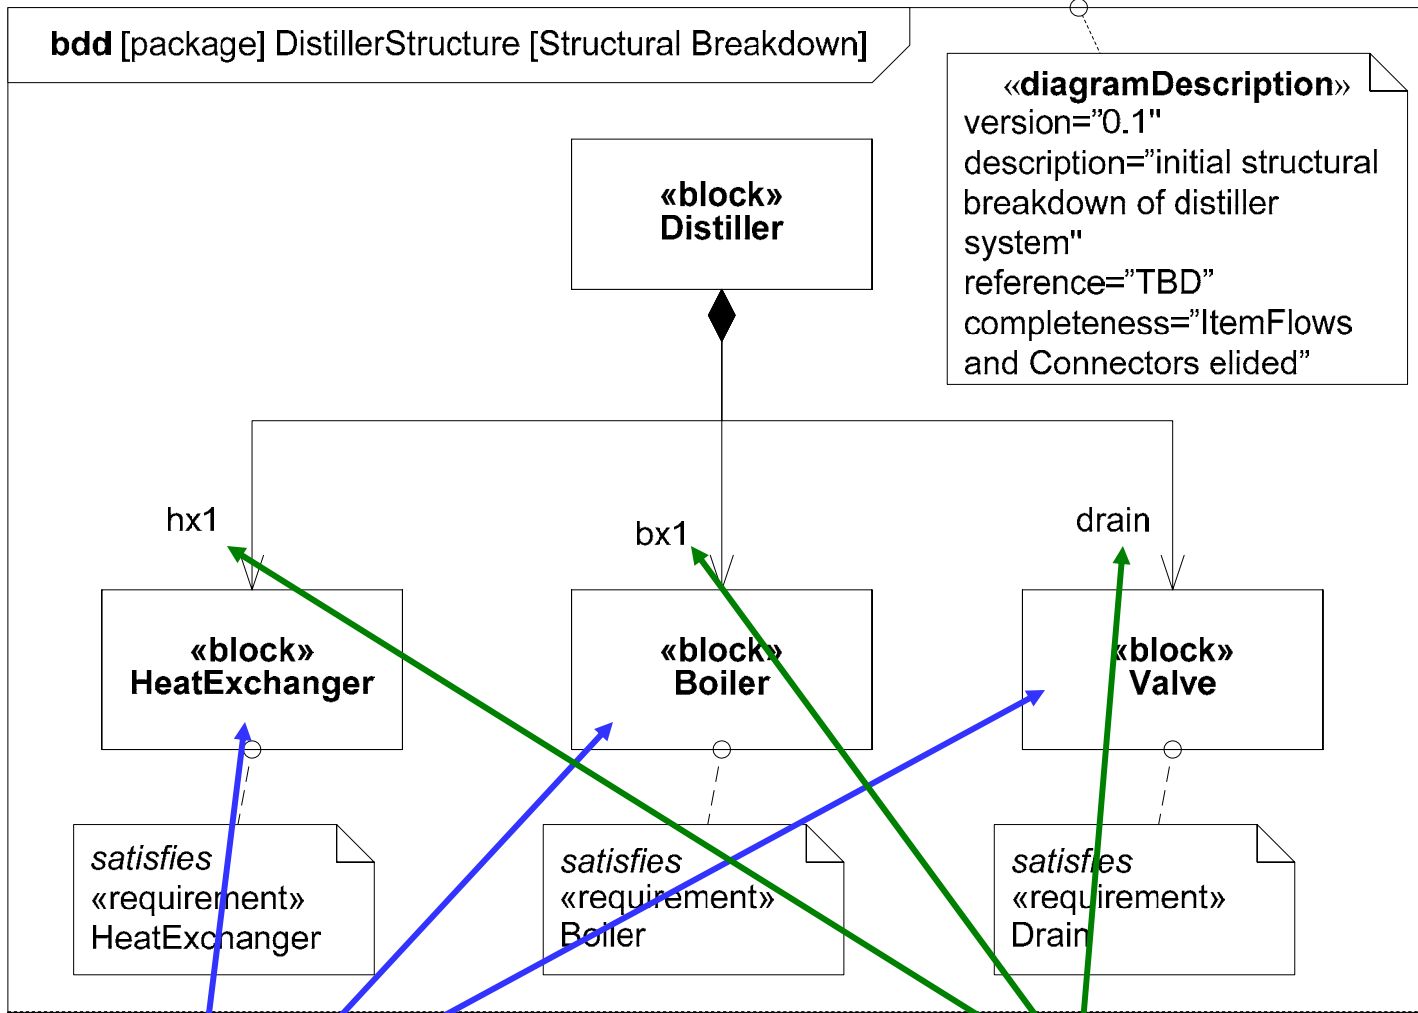 bdd [package] DistillerStructure [Structural Breakdown]
«diagramDescription»
version=”0.1"
description=”initial structural
breakdown of distiller
system"
reference=”TBD”
completeness=”ItemFlows
and Connectors elided”
«block»
Distiller
hx1
bx1
drain
«block»
HeatExchanger
«block»
Boiler
«block»
Valve
satisfies
«requirement»
HeatExchanger
satisfies
«requirement»
Boiler
satisfies
«requirement»
Drain